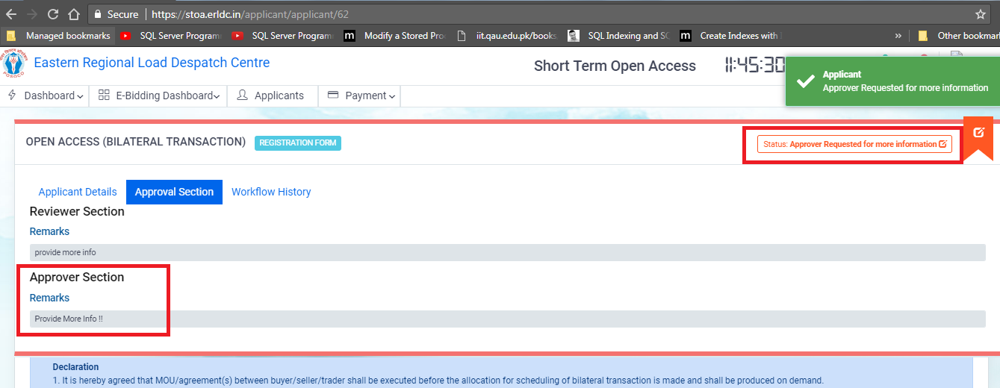 Secure https://stoa.erldc.in/applicant/applicant/62
Managed bookmarks SQL Server Program SQL Server Program Modify a Stored Pro iit.qau.edu.pk/books SQL Indexing and SC Create Indexes with » Other bookmar
Eastern Regional Load Despatch Centre
Short Term Open Access
11:45:30
Applicant
Approver Requested for more information
Dashboard
E-Bidding Dashboard
Applicants
Payment
OPEN ACCESS (BILATERAL TRANSACTION) REGISTRATION FORM
Status: Approver Requested for more information
Applicant Details Approval Section Workflow History
Reviewer Section
Remarks
provide more info
Approver Section
Remarks
Provide More Info !!
Declaration
1. It is hereby agreed that MOU/agreement(s) between buyer/seller/trader shall be executed before the allocation for scheduling of bilateral transaction is made and shall be produced on demand.